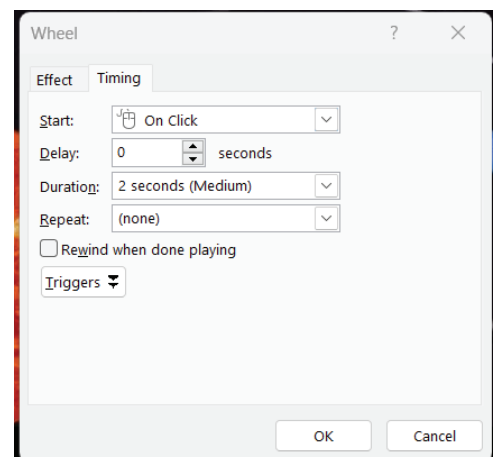 Wheel ?
Effect Timing
Start: On Click
Delay: 0 seconds
Duration: 2 seconds (Medium)
Repeat: (none)
Rewind when done playing
Triggers
OK Cancel